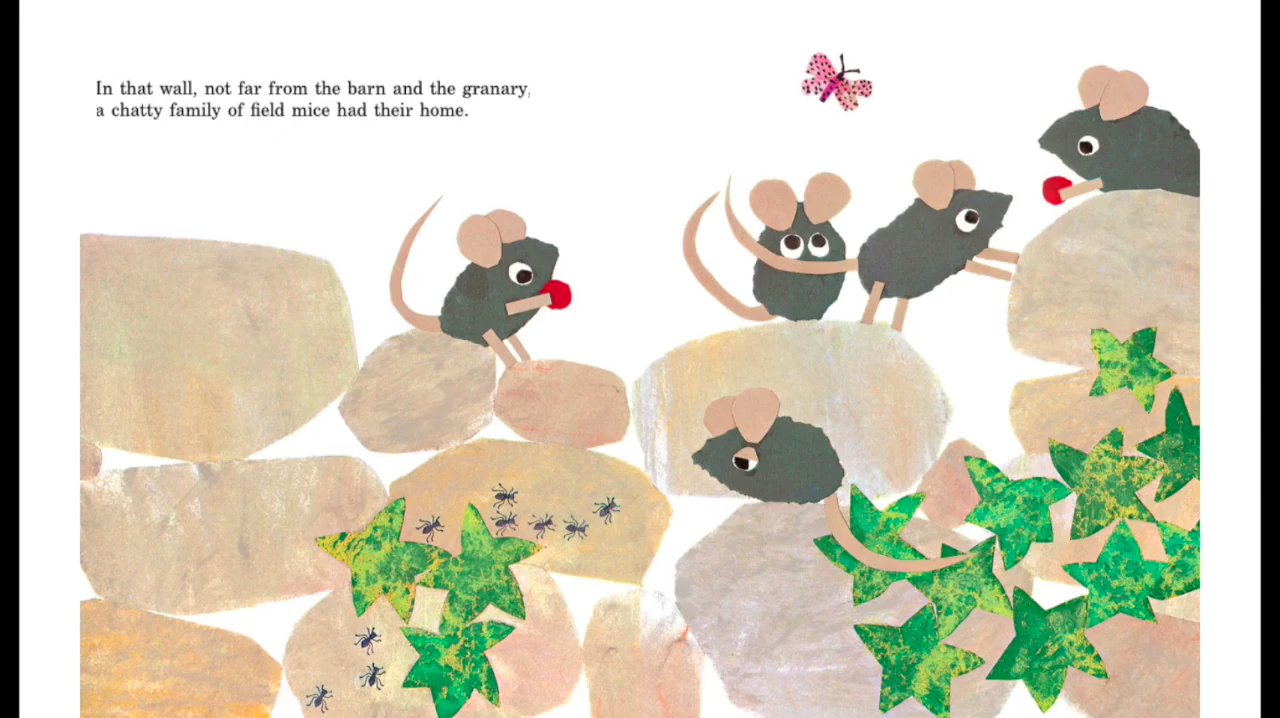 In that wall, not far from the barn and the granary,
a chatty family of field mice had their home.